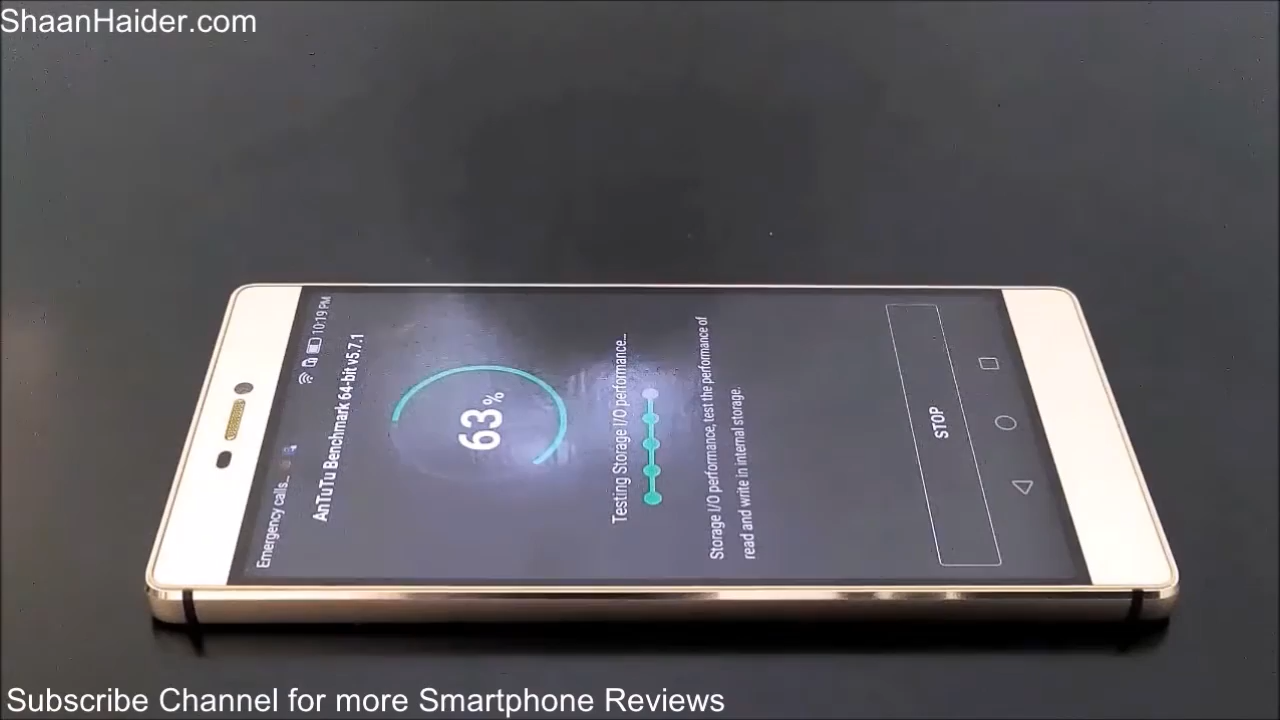 ShaanHaider.com
Emergency calls...
10:19 PM
AnTuTu Benchmark 64-bit v5.7.1
63%
Testing Storage I/O performance...
Storage I/O performance, test the performance of
read and write in internal storage.
STOP
Subscribe Channel for more Smartphone Reviews